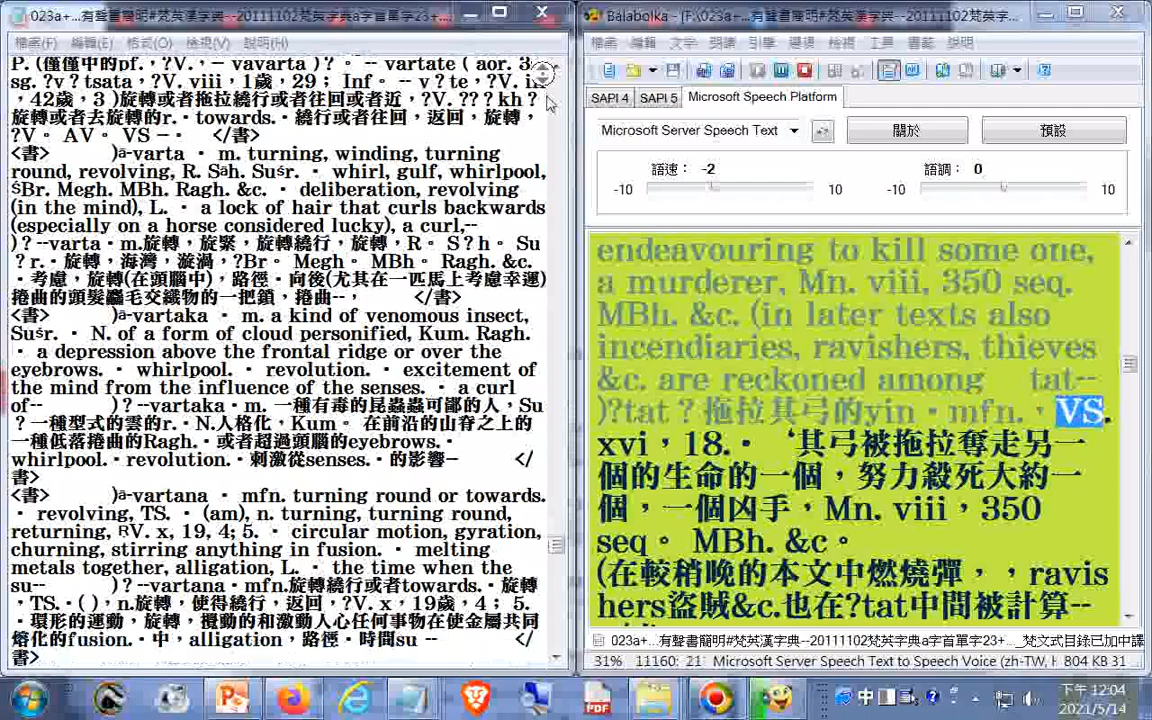 023a+...有聲書簡明#梵英漢字典--20111102梵英字典a字首單字23+...
檔案(F) 編輯(E) 格式(O) 檢視(V) 說明(H)
P. (僅僅中的pf.，?V.，— vavarta )?。 -- vartate ( aor. 3
sg. ?v?tsata，?V. viii，1歲，29； Inf。 -- v?te，?V. in
，42歲，3 )旋轉或者拖拉繞行或者往回或者近，?V. ???kh?
旋轉或者去旋轉的r.・towards.・繞行或者往回，返回，旋轉，
?V。 AV。 VS —・ </書>
<書> )ā-varta ・ m. turning, winding, turning
round, revolving, R. Sāh. Suśr. ・ whirl, gulf, whirlpool,
ŚBr. Megh. MBh. Ragh. &c. ・ deliberation, revolving
(in the mind), L. ・ a lock of hair that curls backwards
(especially on a horse considered lucky), a curl,--
)?--varta・m.旋轉，旋緊，旋轉繞行，旋轉，R。 S?h。 Su
?r.・旋轉，海灣，漩渦，?Br。 Megh。 MBh。 Ragh。 &c.
・考慮，旋轉(在頭腦中)，路徑・向後(尤其在一匹馬上考慮幸運)
捲曲的頭髮鸓毛交織物的一把鎖，捲曲--， </書>
<書> )ā-vartaka ・ m. a kind of venomous insect,
Suśr. ・ N. of a form of cloud personified, Kum. Ragh.
・ a depression above the frontal ridge or over the
eyebrows. ・ whirlpool. ・ revolution. ・ excitement of
the mind from the influence of the senses. ・ a curl
of-- )?--vartaka・m. 一種有毒的昆蟲蟲可鄙的人，Su
?一種型式的雲的r.・N.人格化，Kum。 在前沿的山脊之上的
一種低落捲曲的Ragh.・或者超過頭腦的eyebrows.・
whirlpool.・revolution.・刺激從senses.・的影響— </
書>
<書> )ā-vartana ・ mfn. turning round or towards.
・ revolving, TS. ・ (am), n. turning, turning round,
returning, ṚV. x, 19, 4; 5. ・ circular motion, gyration,
churning, stirring anything in fusion. ・ melting
metals together, alligation, L. ・ the time when the
su-- )?--vartana・mfn.旋轉繞行或者towards.・旋轉
，TS.・( )，n.旋轉，使得繞行，返回，?V. x，19歲，4； 5.
・環形的運動，旋轉，攪動的和激動人心任何事物在使金屬共同
熔化的fusion.・中，alligation，路徑・時間su -- </
書>
Balabolka - [F:\023a+...有聲書簡明#梵英漢字典--20111102梵英字...
檔案 編輯 文字 朗讀 引擎 選項 檢視 工具 書籤 說明
SAPI 4 SAPI 5 Microsoft Speech Platform
Microsoft Server Speech Text 關於 預設
語速： -2 語調： 0
-10 10 -10 10
endeavouring to kill some one,
a murderer, Mn. viii, 350 seq.
MBh. &c. (in later texts also
incendiaries, ravishers, thieves
&c. are reckoned among tat--
)?tat？拖拉其弓的yin・mfn.，VS.
xvi，18.・‘其弓被拖拉奪走另一
個的生命的一個，努力殺死大約一
個，一個凶手，Mn. viii，350
seq。 MBh. &c。
(在較稍晚的本文中燃燒彈，，ravis
hers盜賊&c.也在?tat中間被計算--
023a+...有聲書簡明#梵英漢字典--20111102梵英字典a字首單字23+..._梵文式目錄已加中譯
31% 11160: 21 Microsoft Server Speech Text to Speech Voice (zh-TW, H 804 KB 31
中
下午 12:04
2021/5/14